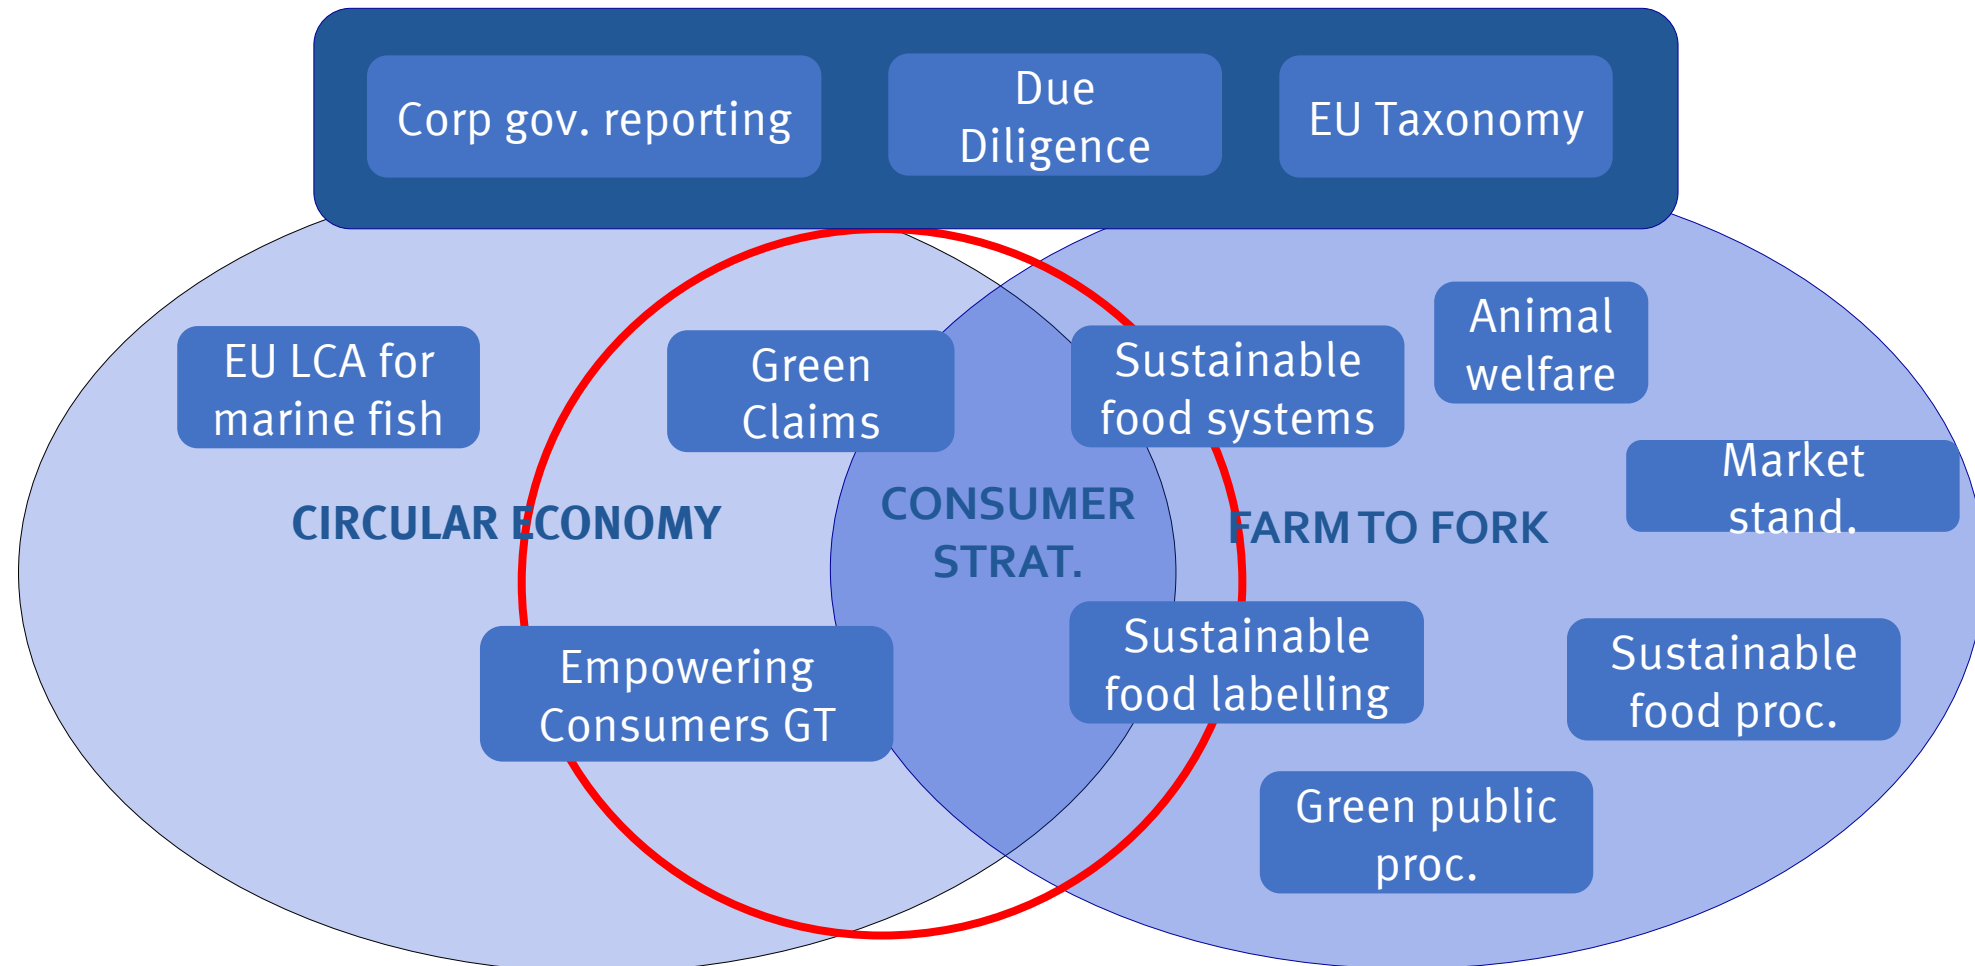 Corp gov. reporting
Due
Diligence
EU Taxonomy
EU LCA for
marine fish
Green
Claims
Sustainable
food systems
Animal
welfare
Market
stand.
CIRCULAR ECONOMY
CONSUMER
STRAT.
FARM TO FORK
Empowering
Consumers GT
Sustainable
food labelling
Sustainable
food proc.
Green public
proc.